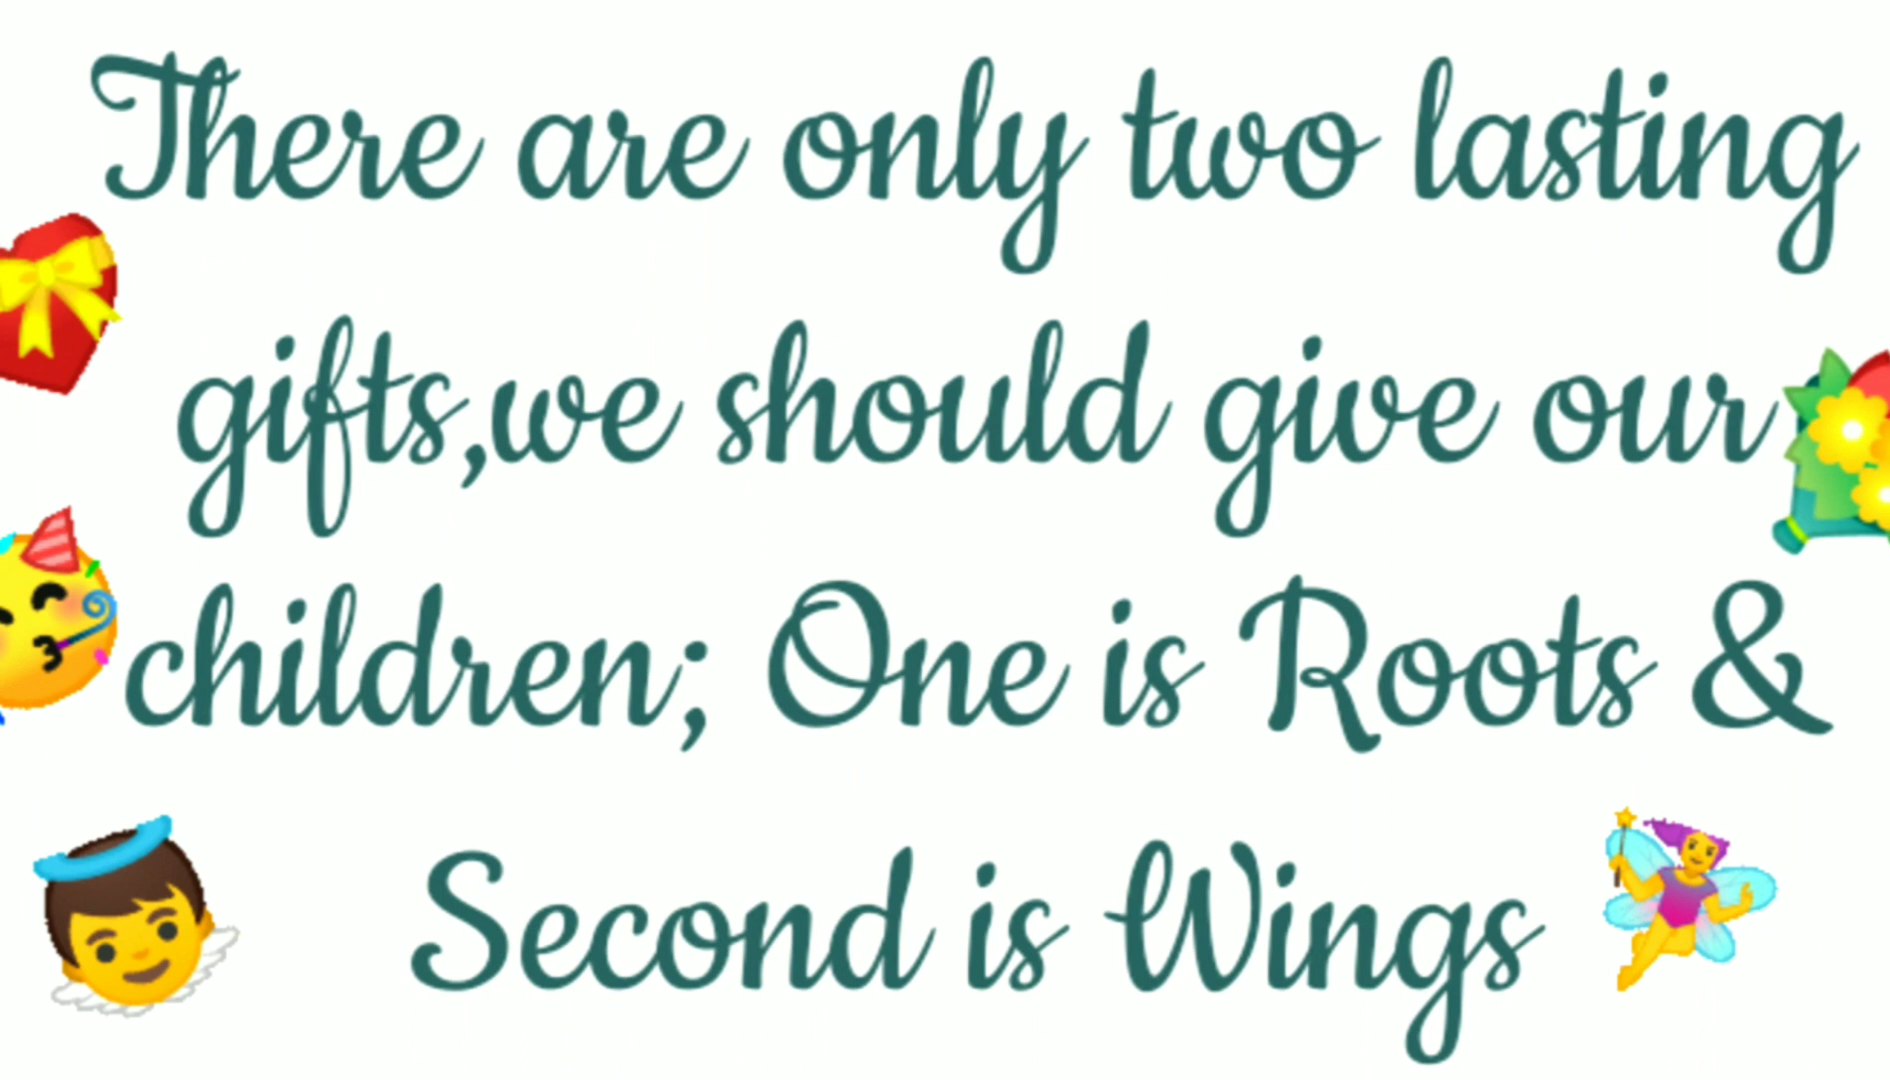 There are only two lasting
gifts,we should give our
children; One is Roots &
Second is Wings